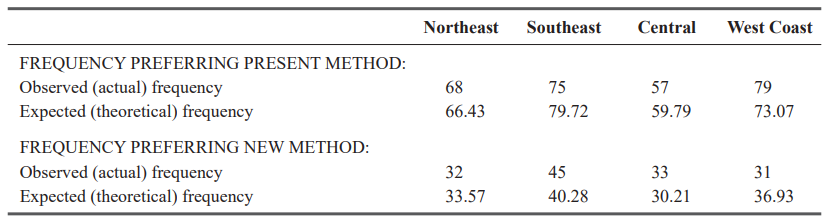 Northeast Southeast Central West Coast
FREQUENCY PREFERRING PRESENT METHOD:
Observed (actual) frequency 68 75 57 79
Expected (theoretical) frequency 66.43 79.72 59.79 73.07
FREQUENCY PREFERRING NEW METHOD:
Observed (actual) frequency 32 45 33 31
Expected (theoretical) frequency 33.57 40.28 30.21 36.93